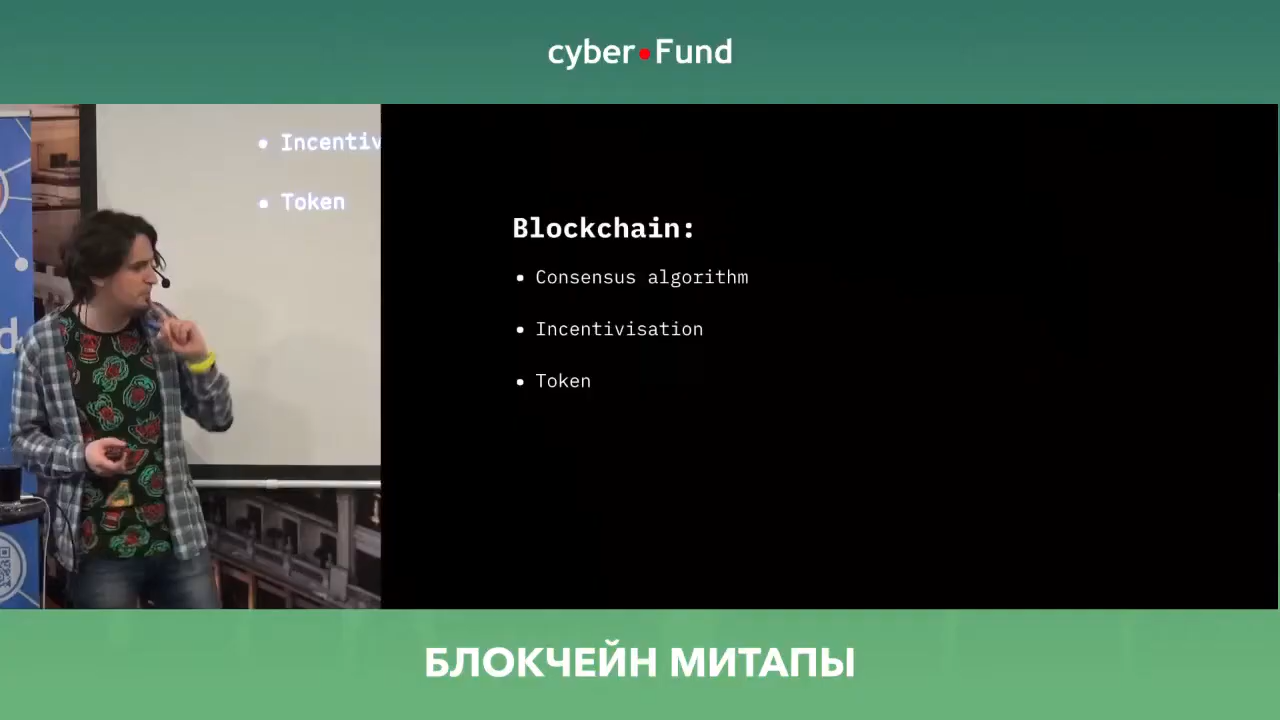 cyber•Fund
• Incentiv
• Token
d
Blockchain:
• Consensus algorithm
• Incentivisation
• Token
БЛОКЧЕЙН МИТАПЫ